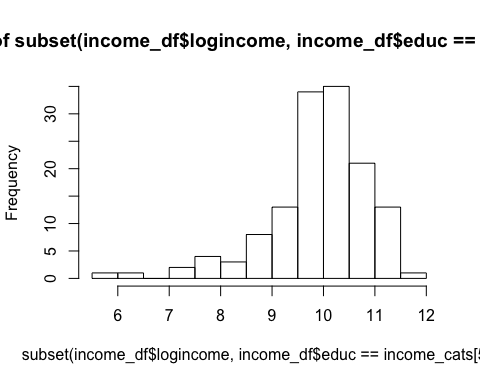 of subset(income_df$logincome, income_df$educ ==
Frequency
30
20
10
5
0
6 7 8 9 10 11 12
subset(income_df$logincome, income_df$educ == income_cats[